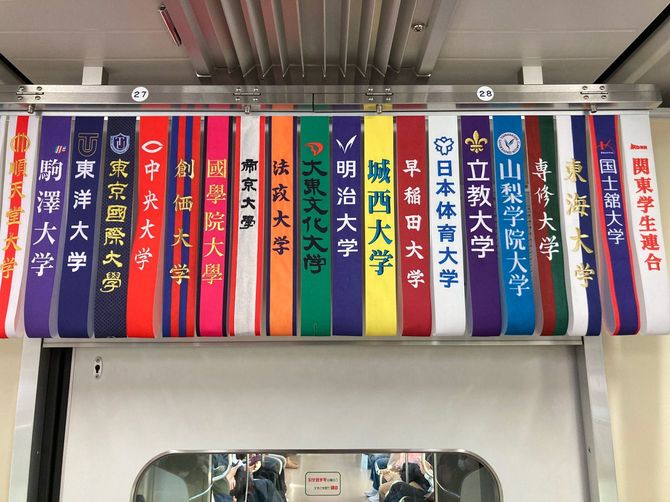 27
28
順天堂大学
駒澤大学
東洋大学
東京國際大學
中央大学
創価大学
國學院大學
帝京大學
法政大学
大東文化大学
明治大学
城西大学
早稲田大学
日本体育大学
立教大学
山梨学院大学
専修大学
東海大学
国士舘大学
関東学生連合